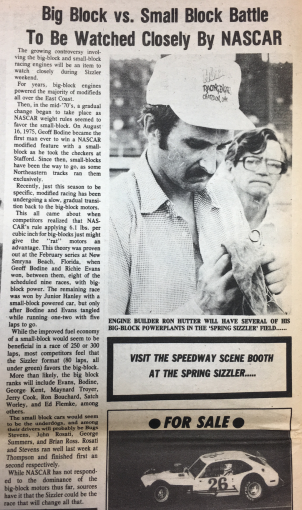 Big Block vs. Small Block Battle
To Be Watched Closely By NASCAR
The growing controversy involving
the big-block and small-block
racing engines will be an item to
watch closely during Sizzler
weekend.
For years, big-block engines
powered the majority of modifieds
all over the East Coast.
Then, in the mid-'70's, a gradual
change began to take place as
NASCAR weight rules seemed to
favor the small-block. On August
16, 1975, Geoff Bodine became the
first man ever to win a NASCAR
modified feature with a small
block as he took the checkers at
Stafford. Since then, small-blocks
have been the way to go, as some
Northeastern tracks ran them
exclusively.
Recently, just this season to be
specific, modified racing has been
undergoing a slow, gradual transition
back to the big-block motors.
This all came about when
competitors realized that NASCAR's
rule applying 6.1 lbs. per
cubic inch for big-blocks just might
give the "rat" motors an
advantage. This theory was proven
out at the February series at New
Smyrna Beach, Florida, when
Geoff Bodine and Richie Evans
won, between them, eight of the
scheduled nine races, with big-
block power. The remaining race
was won by Junior Hanley with a
small-block powered car, but only
after Bodine and Evans tangled
while running one-two with five
laps to go.
While the improved fuel economy
of a small-block would seem to be
beneficial in a race of 250 or 300
laps, most competitors feel that
the Sizzler format (80 laps, all
under green) favors the big-block.
More than likely, the big block
ranks will include Evans, Bodine,
George Kent, Maynard Troyer,
Jerry Cook, Ron Bouchard, Satch
Worley, and Ed Flemke, among
others.
The small block cars would seem
to be the underdogs, and among
their drivers will probably be Bugs
Stevens, John Rosati, George
Summers, and Brian Ross. Rosati
and Stevens ran well last week at
Thompson and finished first and
second respectively.
While NASCAR has not responded
to the dominance of the
big-block motors thus far, sources
have it that the Sizzler could be the
race that will change all that.
ENGINE BUILDER RON HUTTER WILL HAVE SEVERAL OF HIS
BIG-BLOCK POWERPLANTS IN THE 'SPRING SIZZLER' FIELD.....
VISIT THE SPEEDWAY SCENE BOOTH
AT THE SPRING SIZZLER.....
• FOR SALE •
26